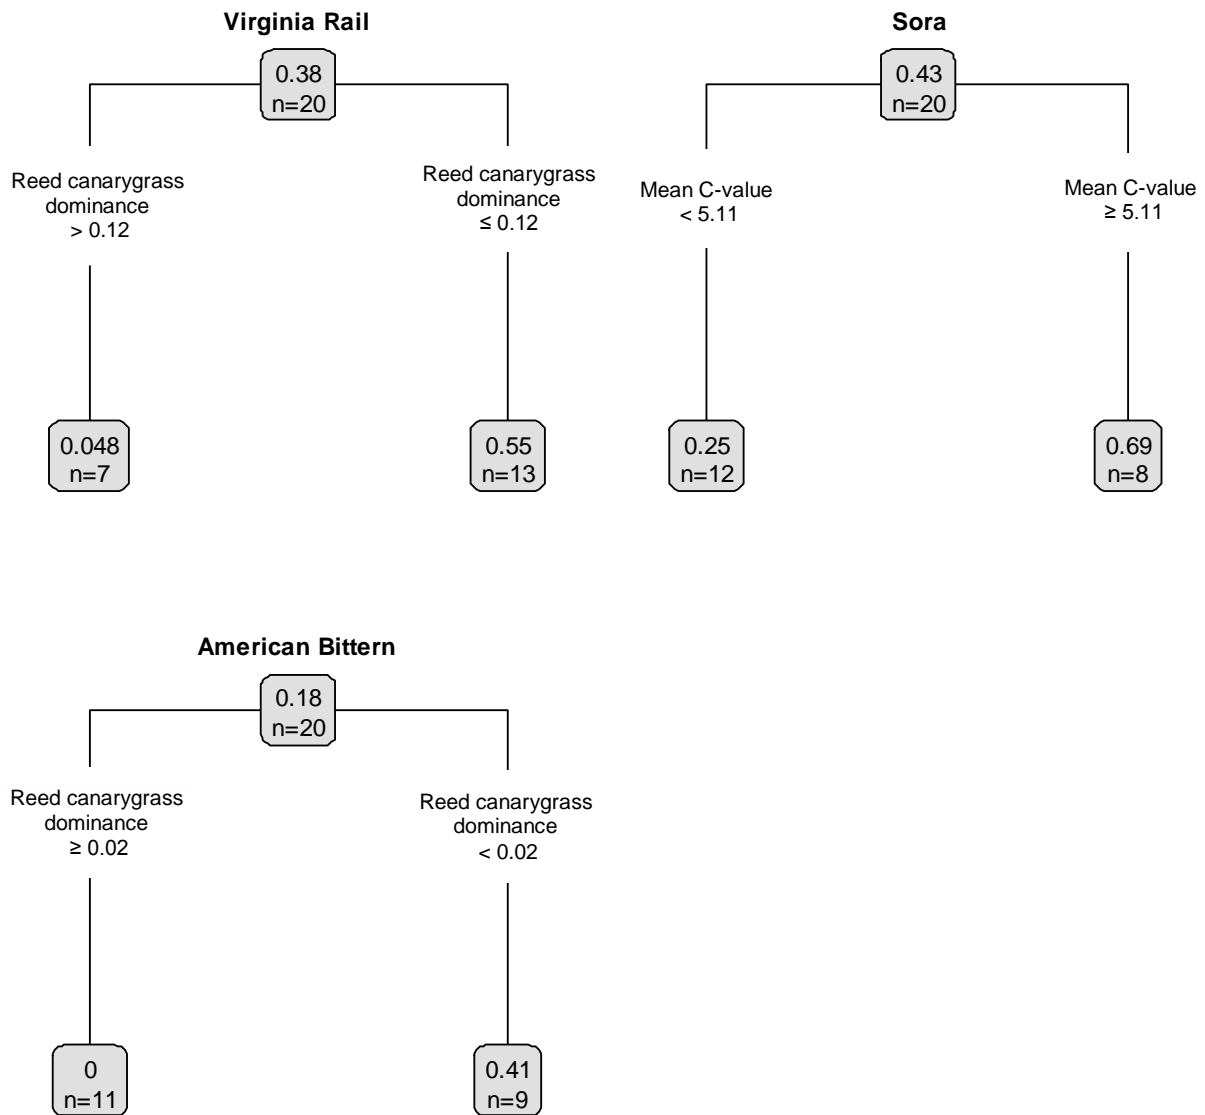 Virginia Rail
0.38
n=20
Reed canarygrass
dominance
> 0.12
Reed canarygrass
dominance
≤ 0.12
0.048
n=7
0.55
n=13
Sora
0.43
n=20
Mean C-value
< 5.11
Mean C-value
≥ 5.11
0.25
n=12
0.69
n=8
American Bittern
0.18
n=20
Reed canarygrass
dominance
≥ 0.02
Reed canarygrass
dominance
< 0.02
0
n=11
0.41
n=9